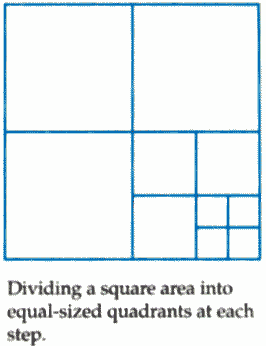 Dividing a square area into
equal-sized quadrants at each
step.